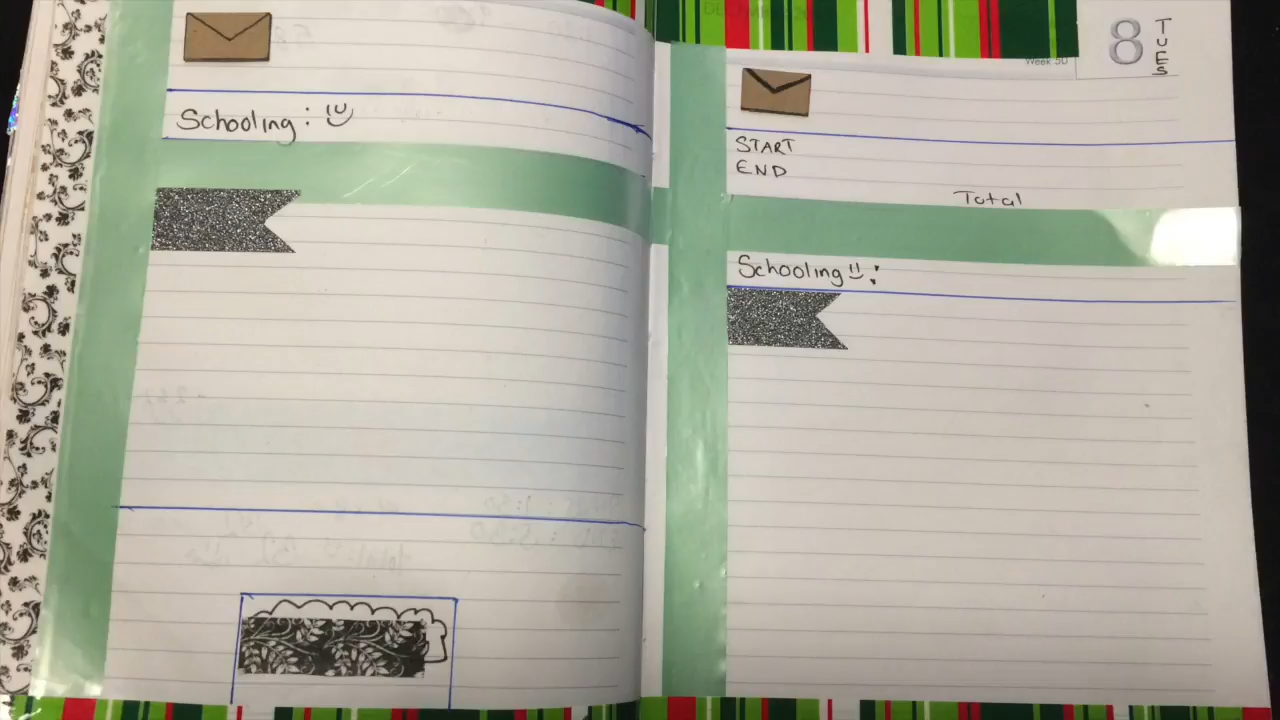 Schooling :
8
TUES
Week 50
START
END
Total
Schooling :